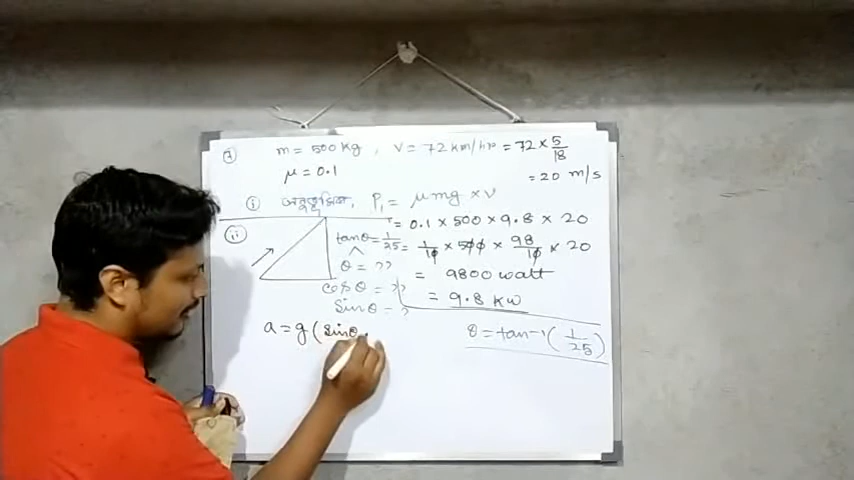 7 m = 500 kg , v = 72 km/hr = 72 × 5/18
μ = 0.1 = 20 m/s
i P₁ = μmg × v
= 0.1 × 500 × 9.8 × 20
ii tanθ = 1/25 = 1/10 × 500 × 98/10 × 20
θ = ?? = 9800 watt
cosθ = ?? = 9.8 kw
sinθ = ?
a = g(sinθ θ = tan-1(1/25)